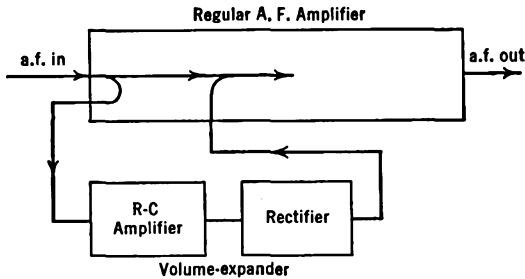 Regular A. F. Amplifier
a.f. in
a.f. out
R-C
Amplifier
Rectifier
Volume-expander